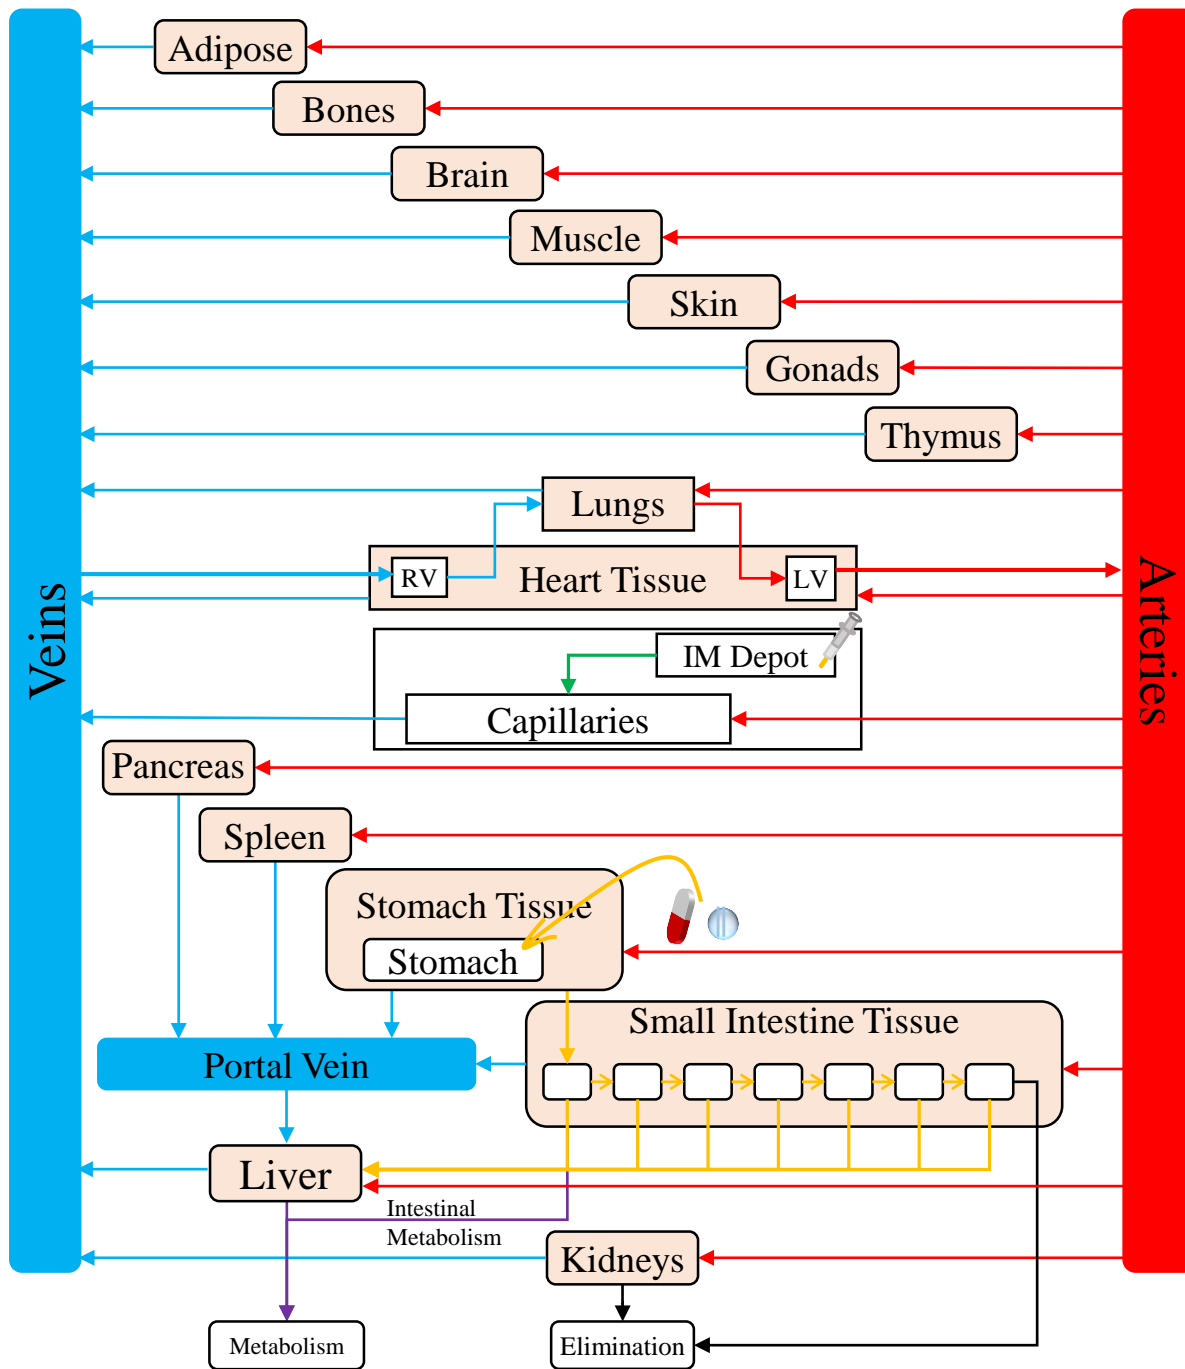 Adipose
Bones
Brain
Muscle
Skin
Gonads
Thymus
Lungs
RV
Heart Tissue
LV
Veins
Arteries
IM Depot
Capillaries
Pancreas
Spleen
Stomach Tissue
Stomach
Small Intestine Tissue
Portal Vein
Liver
Intestinal
Metabolism
Kidneys
Metabolism
Elimination